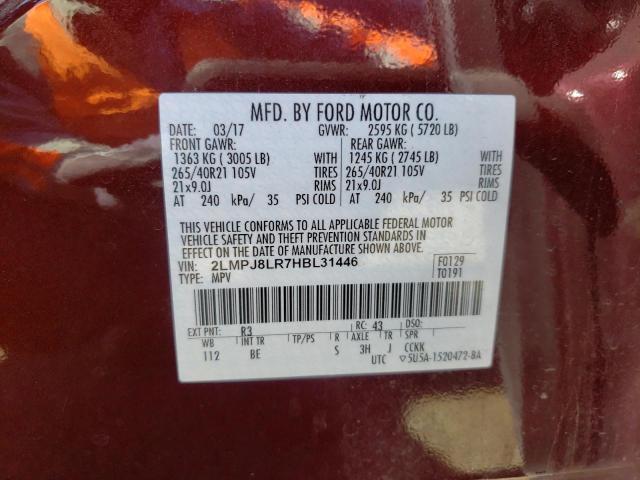 MFD. BY FORD MOTOR CO.
DATE: 03/17 GVWR: 2595 KG ( 5720 LB)
FRONT GAWR: REAR GAWR:
1363 KG ( 3005 LB) WITH 1245 KG ( 2745 LB) WITH
265/40R21 105V TIRES 265/40R21 105V TIRES
21x9.0J RIMS 21x9.0J RIMS
AT 240 kPa/ 35 PSI COLD AT 240 kPa/ 35 PSI COLD
THIS VEHICLE CONFORMS TO ALL APPLICABLE FEDERAL MOTOR
VEHICLE SAFETY AND THEFT PREVENTION STANDARDS IN
EFFECT ON THE DATE OF MANUFACTURE SHOWN ABOVE.
VIN: 2LMPJ8LR7HBL31446 F0129
TYPE: MPV T0191
EXT PNT: R3 RC: 43 DSO:
WB INT TR TP/PS R AXLE TR SPR
112 BE S 3H J CCKK
UTC 5U5A-1520472-BA